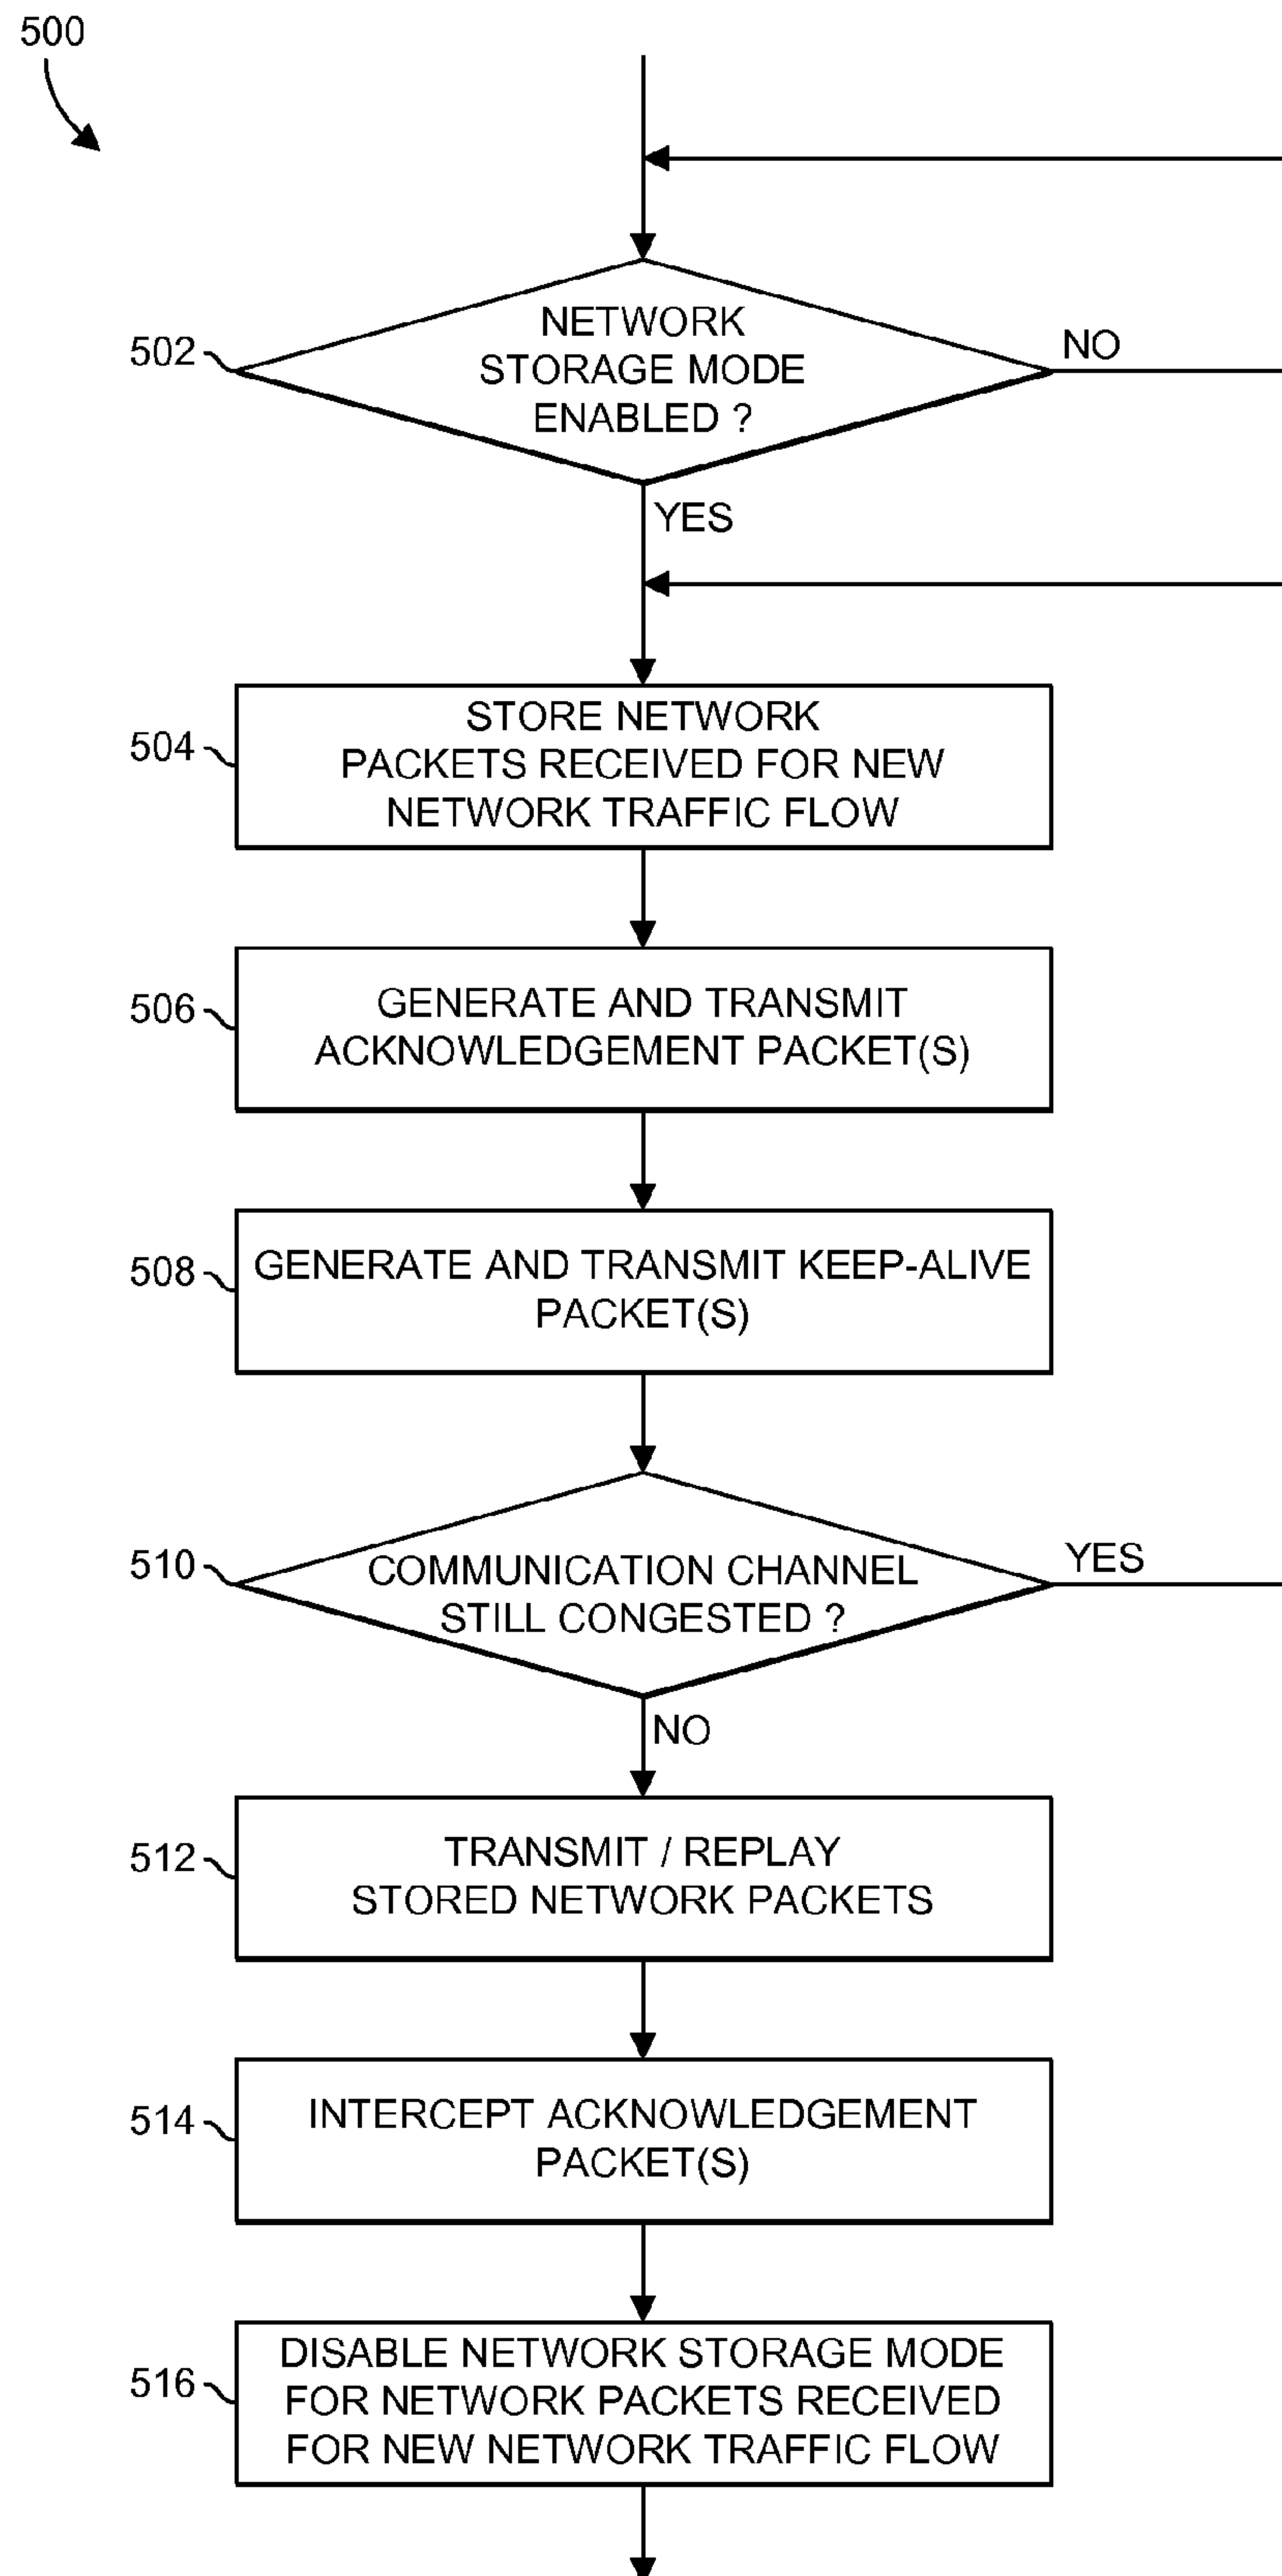 500
502
NETWORK
STORAGE MODE
ENABLED ?
NO
YES
504
STORE NETWORK
PACKETS RECEIVED FOR NEW
NETWORK TRAFFIC FLOW
506
GENERATE AND TRANSMIT
ACKNOWLEDGEMENT PACKET(S)
508
GENERATE AND TRANSMIT KEEP-ALIVE
PACKET(S)
510
COMMUNICATION CHANNEL
STILL CONGESTED ?
YES
NO
512
TRANSMIT / REPLAY
STORED NETWORK PACKETS
514
INTERCEPT ACKNOWLEDGEMENT
PACKET(S)
516
DISABLE NETWORK STORAGE MODE
FOR NETWORK PACKETS RECEIVED
FOR NEW NETWORK TRAFFIC FLOW